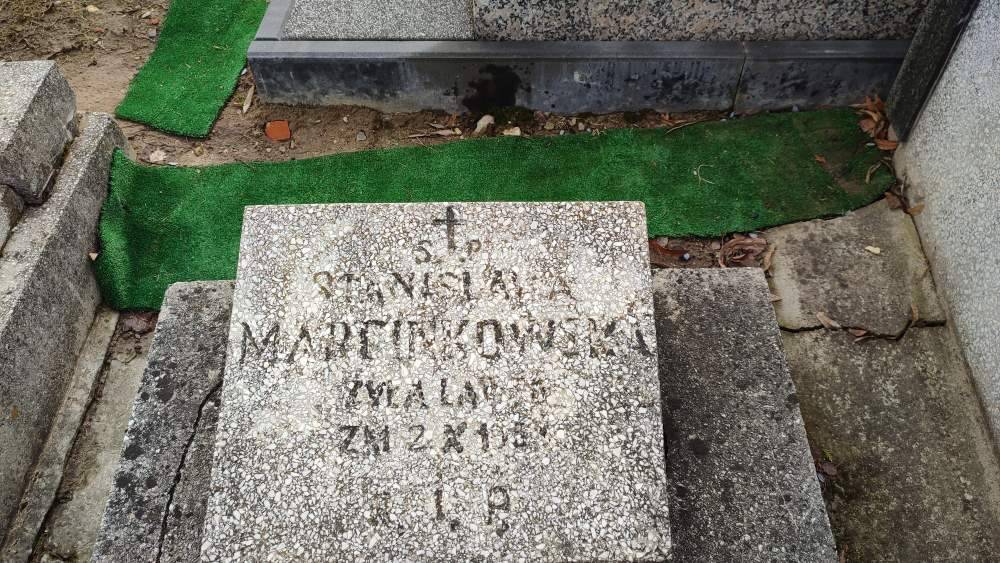 Ś P
STANISŁAWA
MARCINKOWSKA
ŻYŁA LAT
ZM 2 X
I. P.